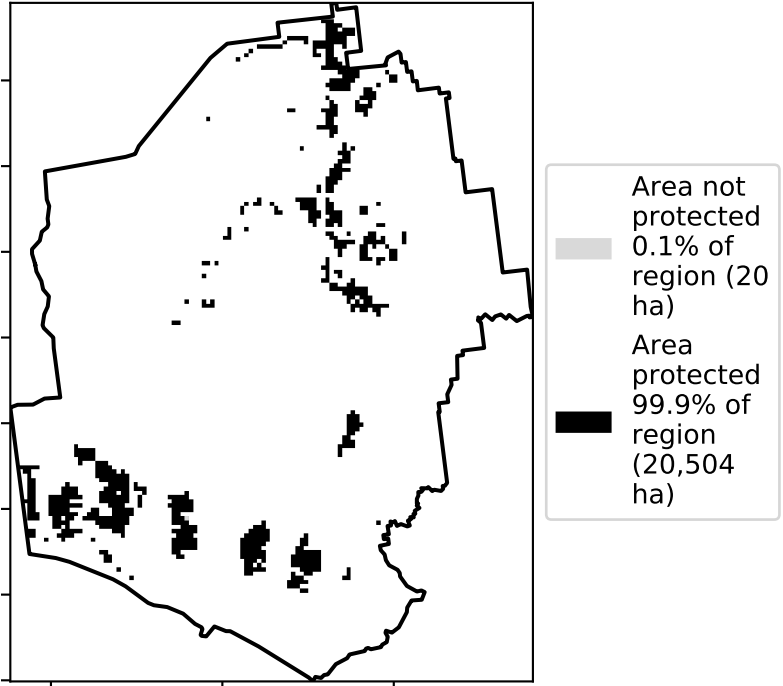 Area not
protected
0.1% of
region (20
ha)
Area
protected
99.9% of
region
(20,504
ha)